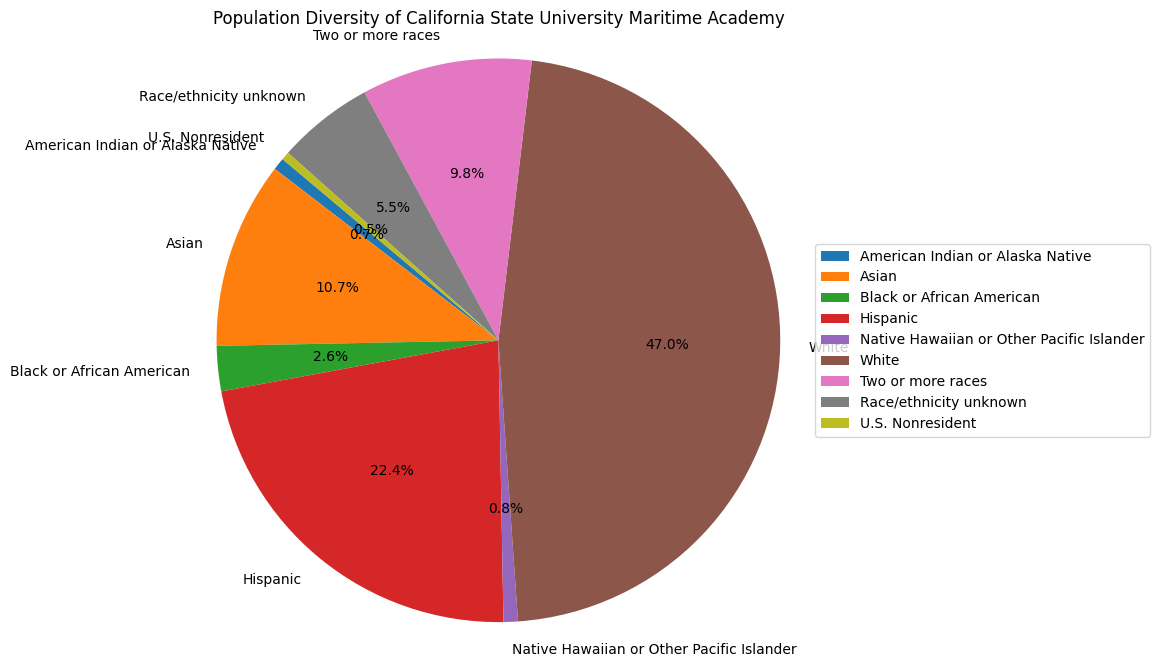 Population Diversity of California State University Maritime Academy
Two or more races
Race/ethnicity unknown
U.S. Nonresident
American Indian or Alaska Native
9.8%
5.5%
0.5%
0.7%
Asian
10.7%
47.0%
White
Black or African American
2.6%
22.4%
0.8%
Hispanic
Native Hawaiian or Other Pacific Islander
American Indian or Alaska Native
Asian
Black or African American
Hispanic
Native Hawaiian or Other Pacific Islander
White
Two or more races
Race/ethnicity unknown
U.S. Nonresident